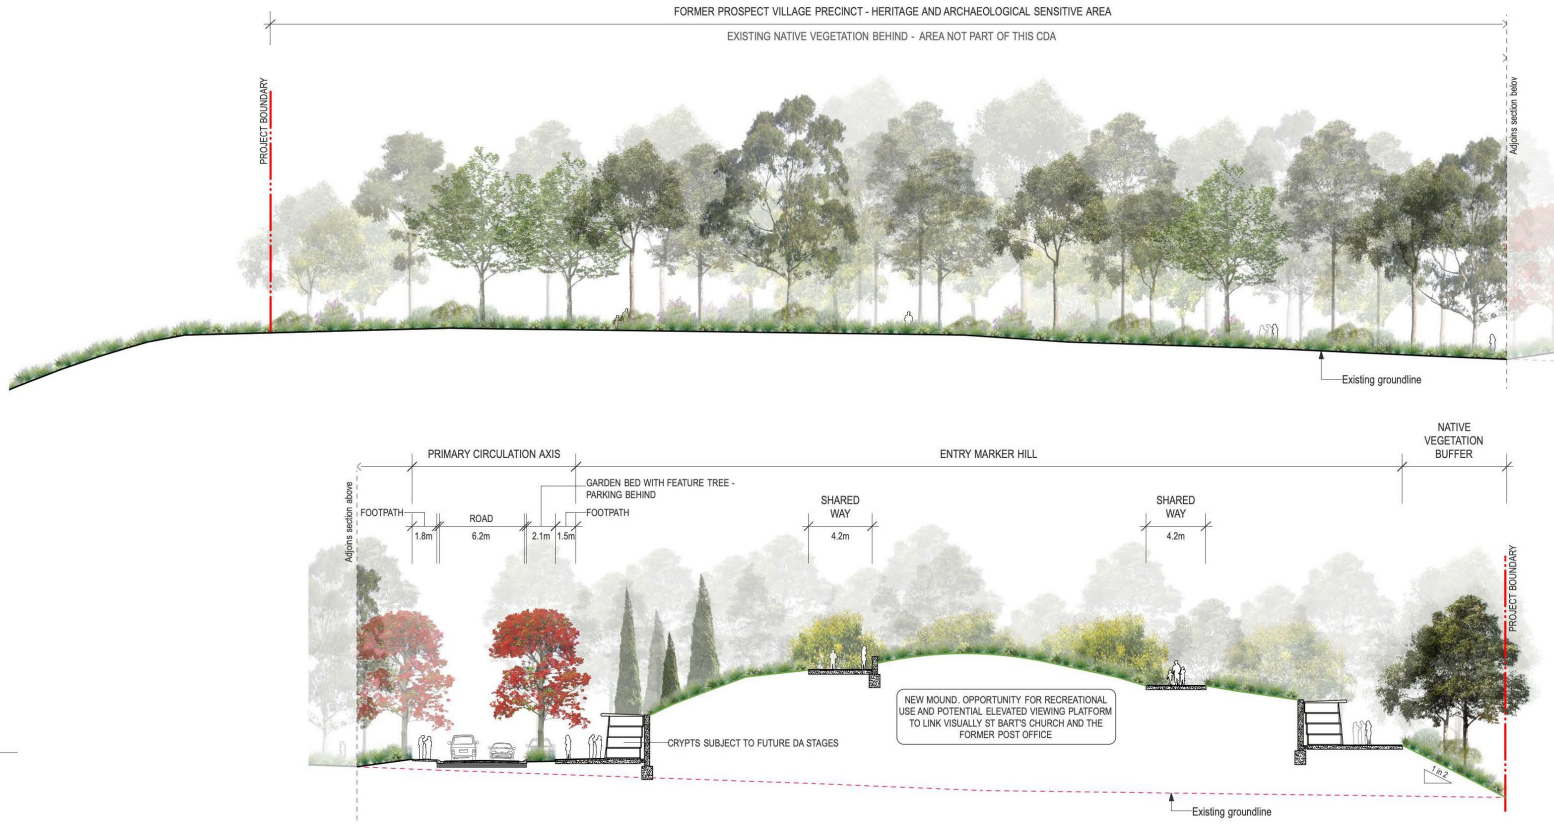 FORMER PROSPECT VILLAGE PRECINCT - HERITAGE AND ARCHAEOLOGICAL SENSITIVE AREA
EXISTING NATIVE VEGETATION BEHIND - AREA NOT PART OF THIS CDA
PROJECT BOUNDARY
Adjoins section below
Existing groundline
NATIVE
VEGETATION
BUFFER
PRIMARY CIRCULATION AXIS
ENTRY MARKER HILL
Adjoins section above
GARDEN BED WITH FEATURE TREE -
PARKING BEHIND
FOOTPATH
ROAD
FOOTPATH
1.8m
6.2m
2.1m
1.5m
SHARED
WAY
4.2m
SHARED
WAY
4.2m
PROJECT BOUNDARY
NEW MOUND. OPPORTUNITY FOR RECREATIONAL
USE AND POTENTIAL ELEVATED VIEWING PLATFORM
TO LINK VISUALLY ST BART'S CHURCH AND THE
FORMER POST OFFICE
CRYPTS SUBJECT TO FUTURE DA STAGES
1 in 2
Existing groundline